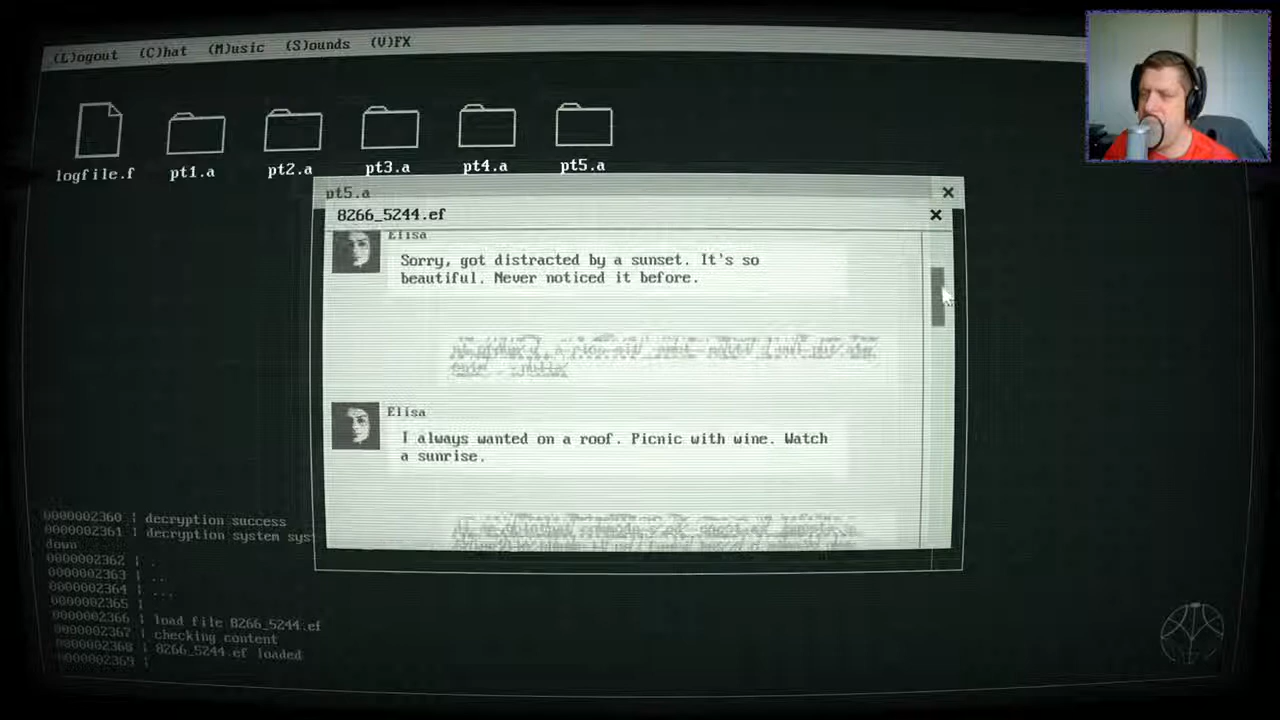 (L)ogout (C)hat (M)usic (S)ounds (V)FX
logfile.f pt1.a pt2.a pt3.a pt4.a pt5.a
pt5.a
8266_5244.ef
Elisa
Sorry, got distracted by a sunset. It's so
beautiful. Never noticed it before.
Elisa
I always wanted on a roof. Picnic with wine. Watch
a sunrise.
0000002360 | decryption success
0000002361 | decryption system sys
down
0000002362 | .
0000002363 | ..
0000002364 | ...
0000002365 |
0000002366 | load file 8266_5244.ef
0000002367 | checking content
0000002368 | 8266_5244.ef loaded
0000002369 |